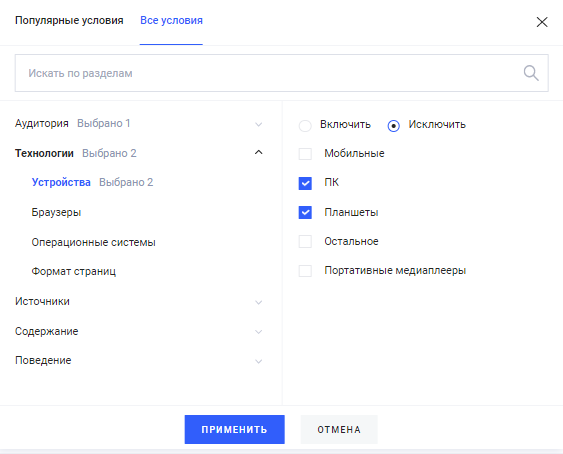 Популярные условия Все условия
Искать по разделам
Аудитория Выбрано 1
Технологии Выбрано 2
Устройства Выбрано 2
Браузеры
Операционные системы
Формат страниц
Источники
Содержание
Поведение
Включить Исключить
Мобильные
ПК
Планшеты
Остальное
Портативные медиаплееры
ПРИМЕНИТЬ ОТМЕНА